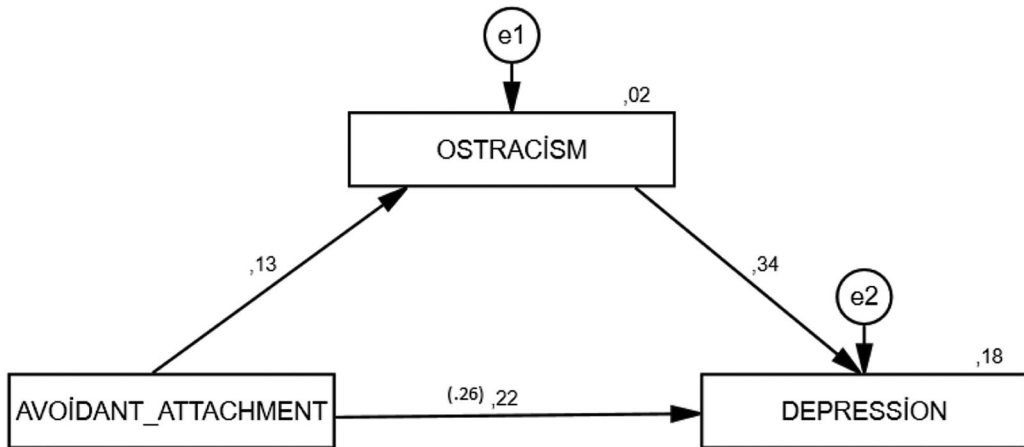 e1
,02
OSTRACİSM
,13
,34
e2
,18
AVOİDANT_ATTACHMENT
(.26) ,22
DEPRESSİON